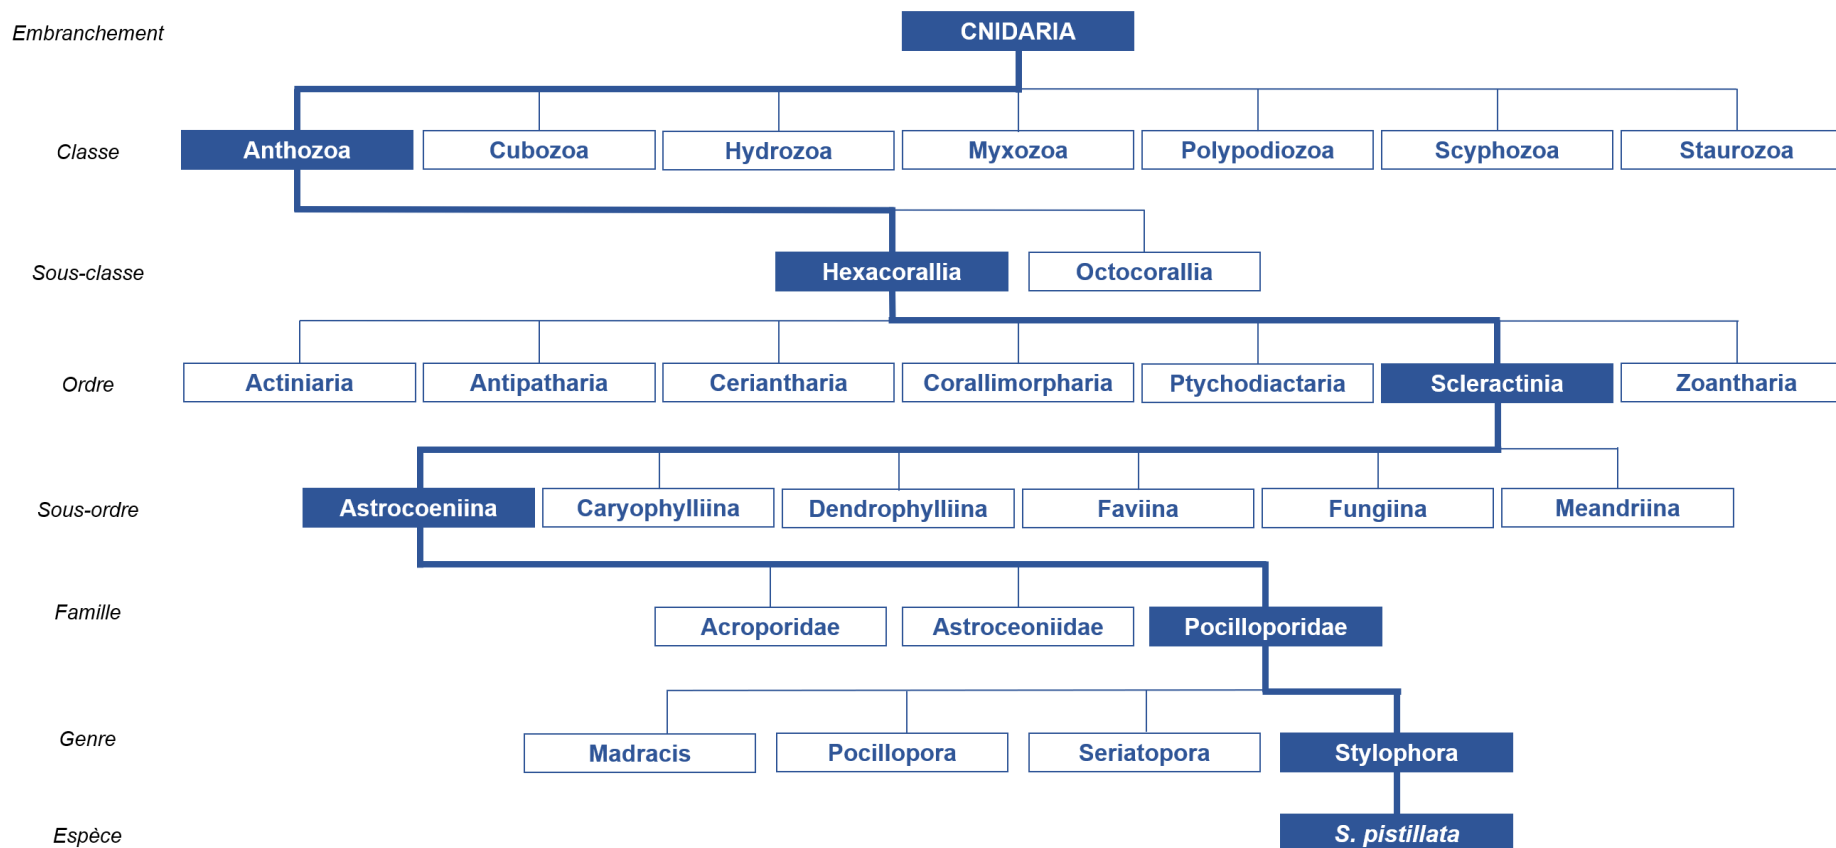 Embranchement
CNIDARIA
Classe
Anthozoa
Cubozoa
Hydrozoa
Myxozoa
Polypodiozoa
Scyphozoa
Staurozoa
Sous-classe
Hexacorallia
Octocorallia
Ordre
Actiniaria
Antipatharia
Ceriantharia
Corallimorpharia
Ptychodiactaria
Scleractinia
Zoantharia
Sous-ordre
Astrocoeniina
Caryophylliina
Dendrophylliina
Faviina
Fungiina
Meandriina
Famille
Acroporidae
Astroceoniidae
Pocilloporidae
Genre
Madracis
Pocillopora
Seriatopora
Stylophora
Espèce
S. pistillata